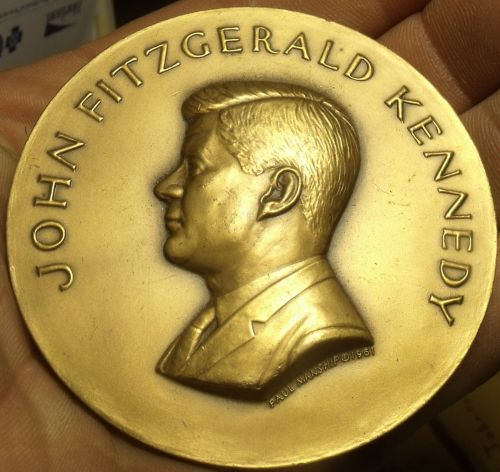 JOHN FITZGERALD KENNEDY
PAUL MANSHIP © 1961